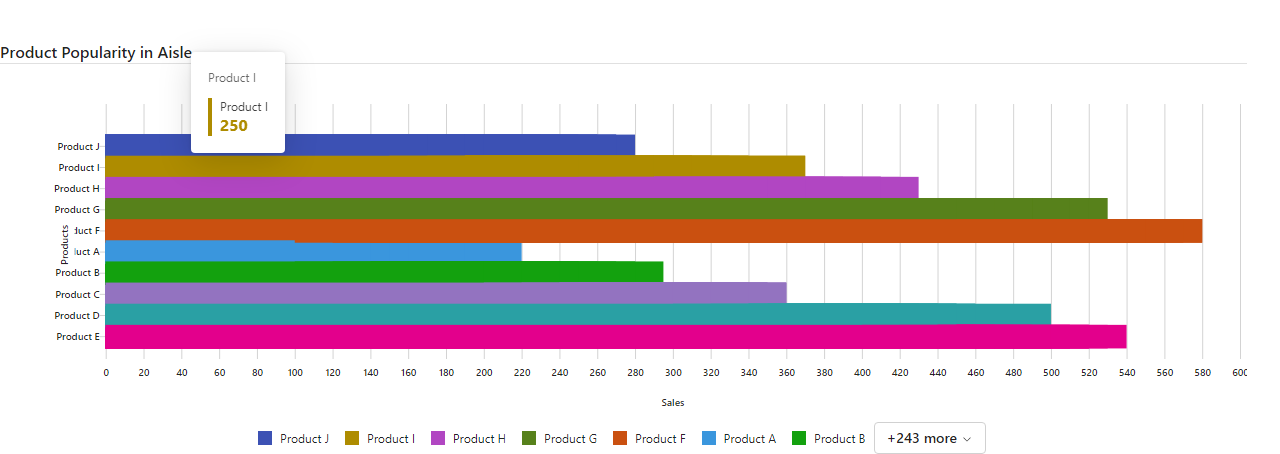 Product Popularity in Aisle
Product I
Product I
250
Product J
Product I
Product H
Product G
duct F
Products
duct A
Product B
Product C
Product D
Product E
0 20 40 60 80 100 120 140 160 180 200 220 240 260 280 300 320 340 360 380 400 420 440 460 480 500 520 540 560 580 600
Sales
Product J Product I Product H Product G Product F Product A Product B +243 more